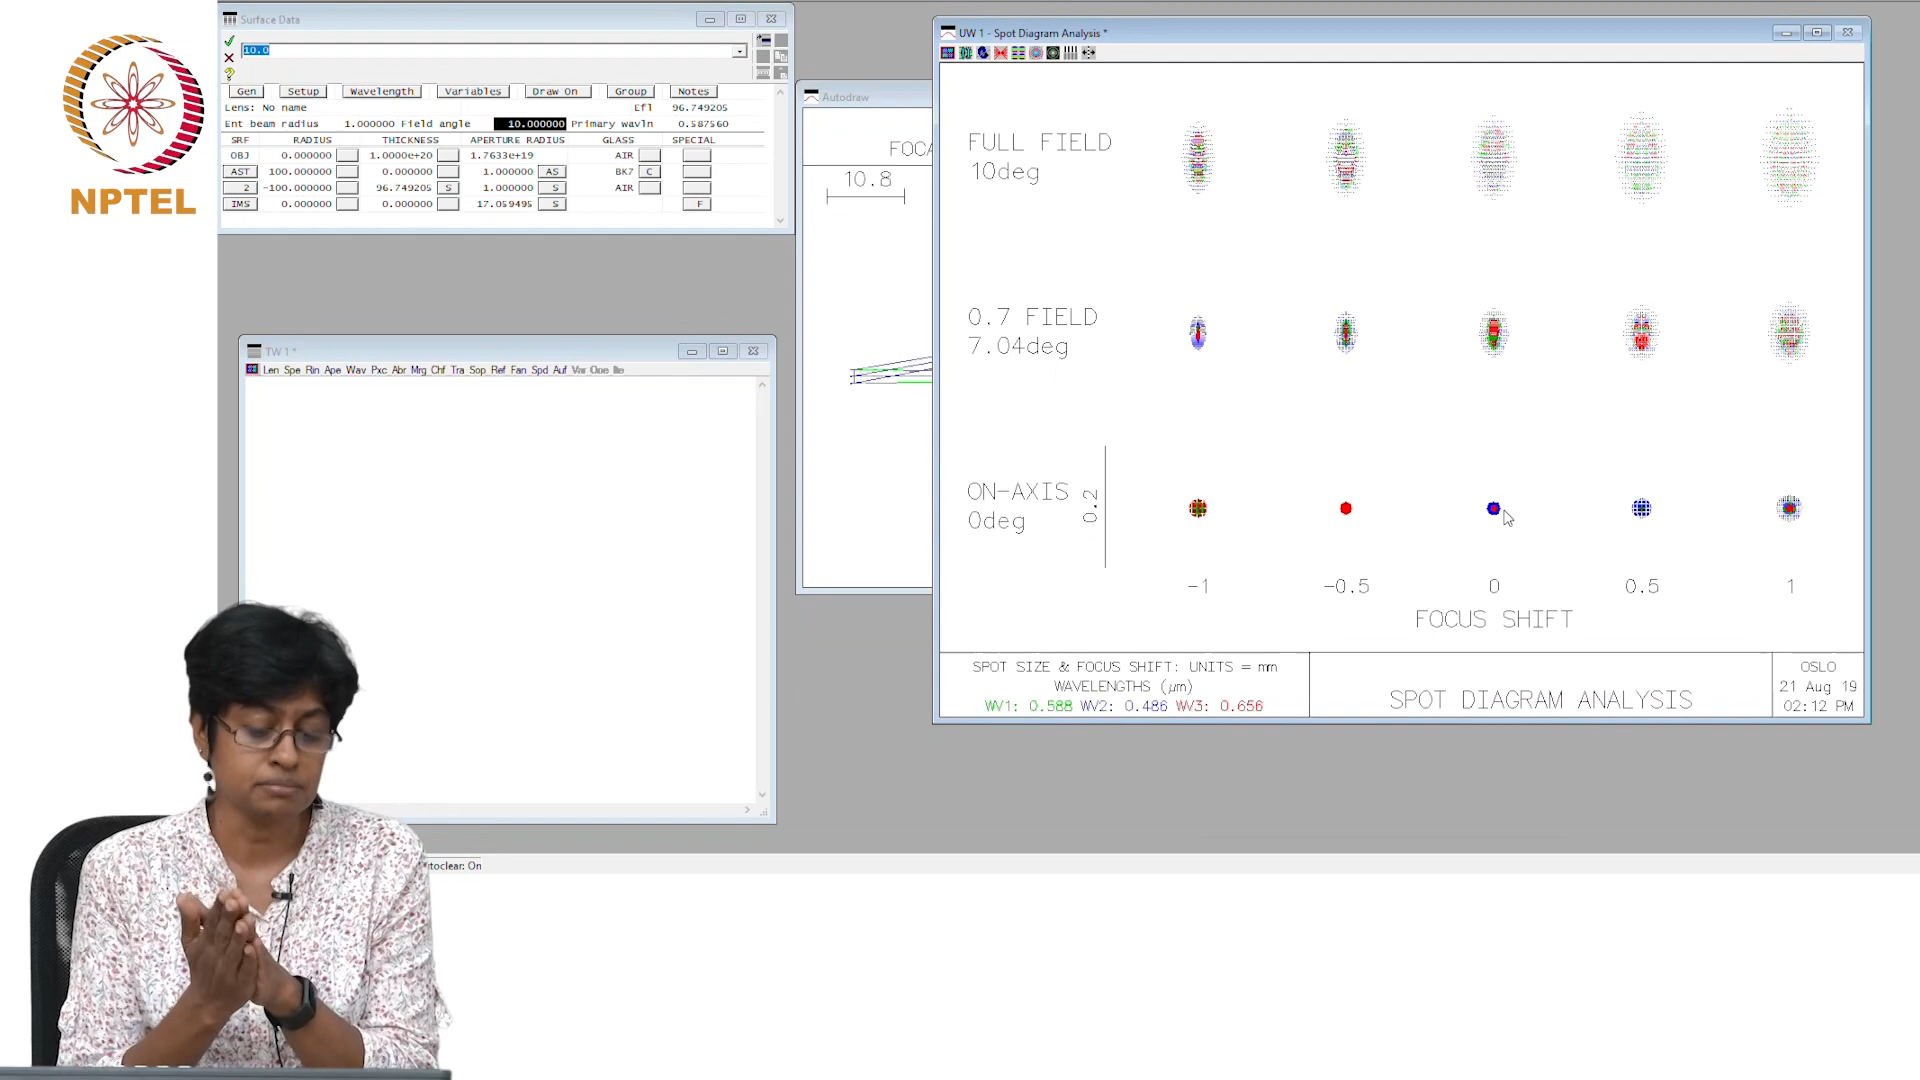 NPTEL
Surface Data
10.0
Gen Setup Wavelength Variables Draw On Group Notes
Lens: No name Efl 96.749205
Ent beam radius 1.000000 Field angle 10.000000 Primary wavln 0.587560
SRF RADIUS THICKNESS APERTURE RADIUS GLASS SPECIAL
OBJ 0.000000 1.0000e+20 1.7633e+19 AIR
AST 100.000000 0.000000 1.000000 AS BK7 C
2 -100.000000 96.749205 S 1.000000 S AIR
IMS 0.000000 0.000000 17.059495 S F
TW 1 *
Len Spe Rin Ape Wav Pxc Abr Mrg Chf Tra Sop Ref Fan Spd Auf Var Ope Ite
toclear: On
Autodraw
FOCA
10.8
UW 1 - Spot Diagram Analysis *
FULL FIELD
10deg
0.7 FIELD
7.04deg
ON-AXIS
0deg
0.2
-1 -0.5 0 0.5 1
FOCUS SHIFT
SPOT SIZE & FOCUS SHIFT: UNITS = mm
WAVELENGTHS (µm)
WV1: 0.588 WV2: 0.486 WV3: 0.656
SPOT DIAGRAM ANALYSIS
OSLO
21 Aug 19
02:12 PM